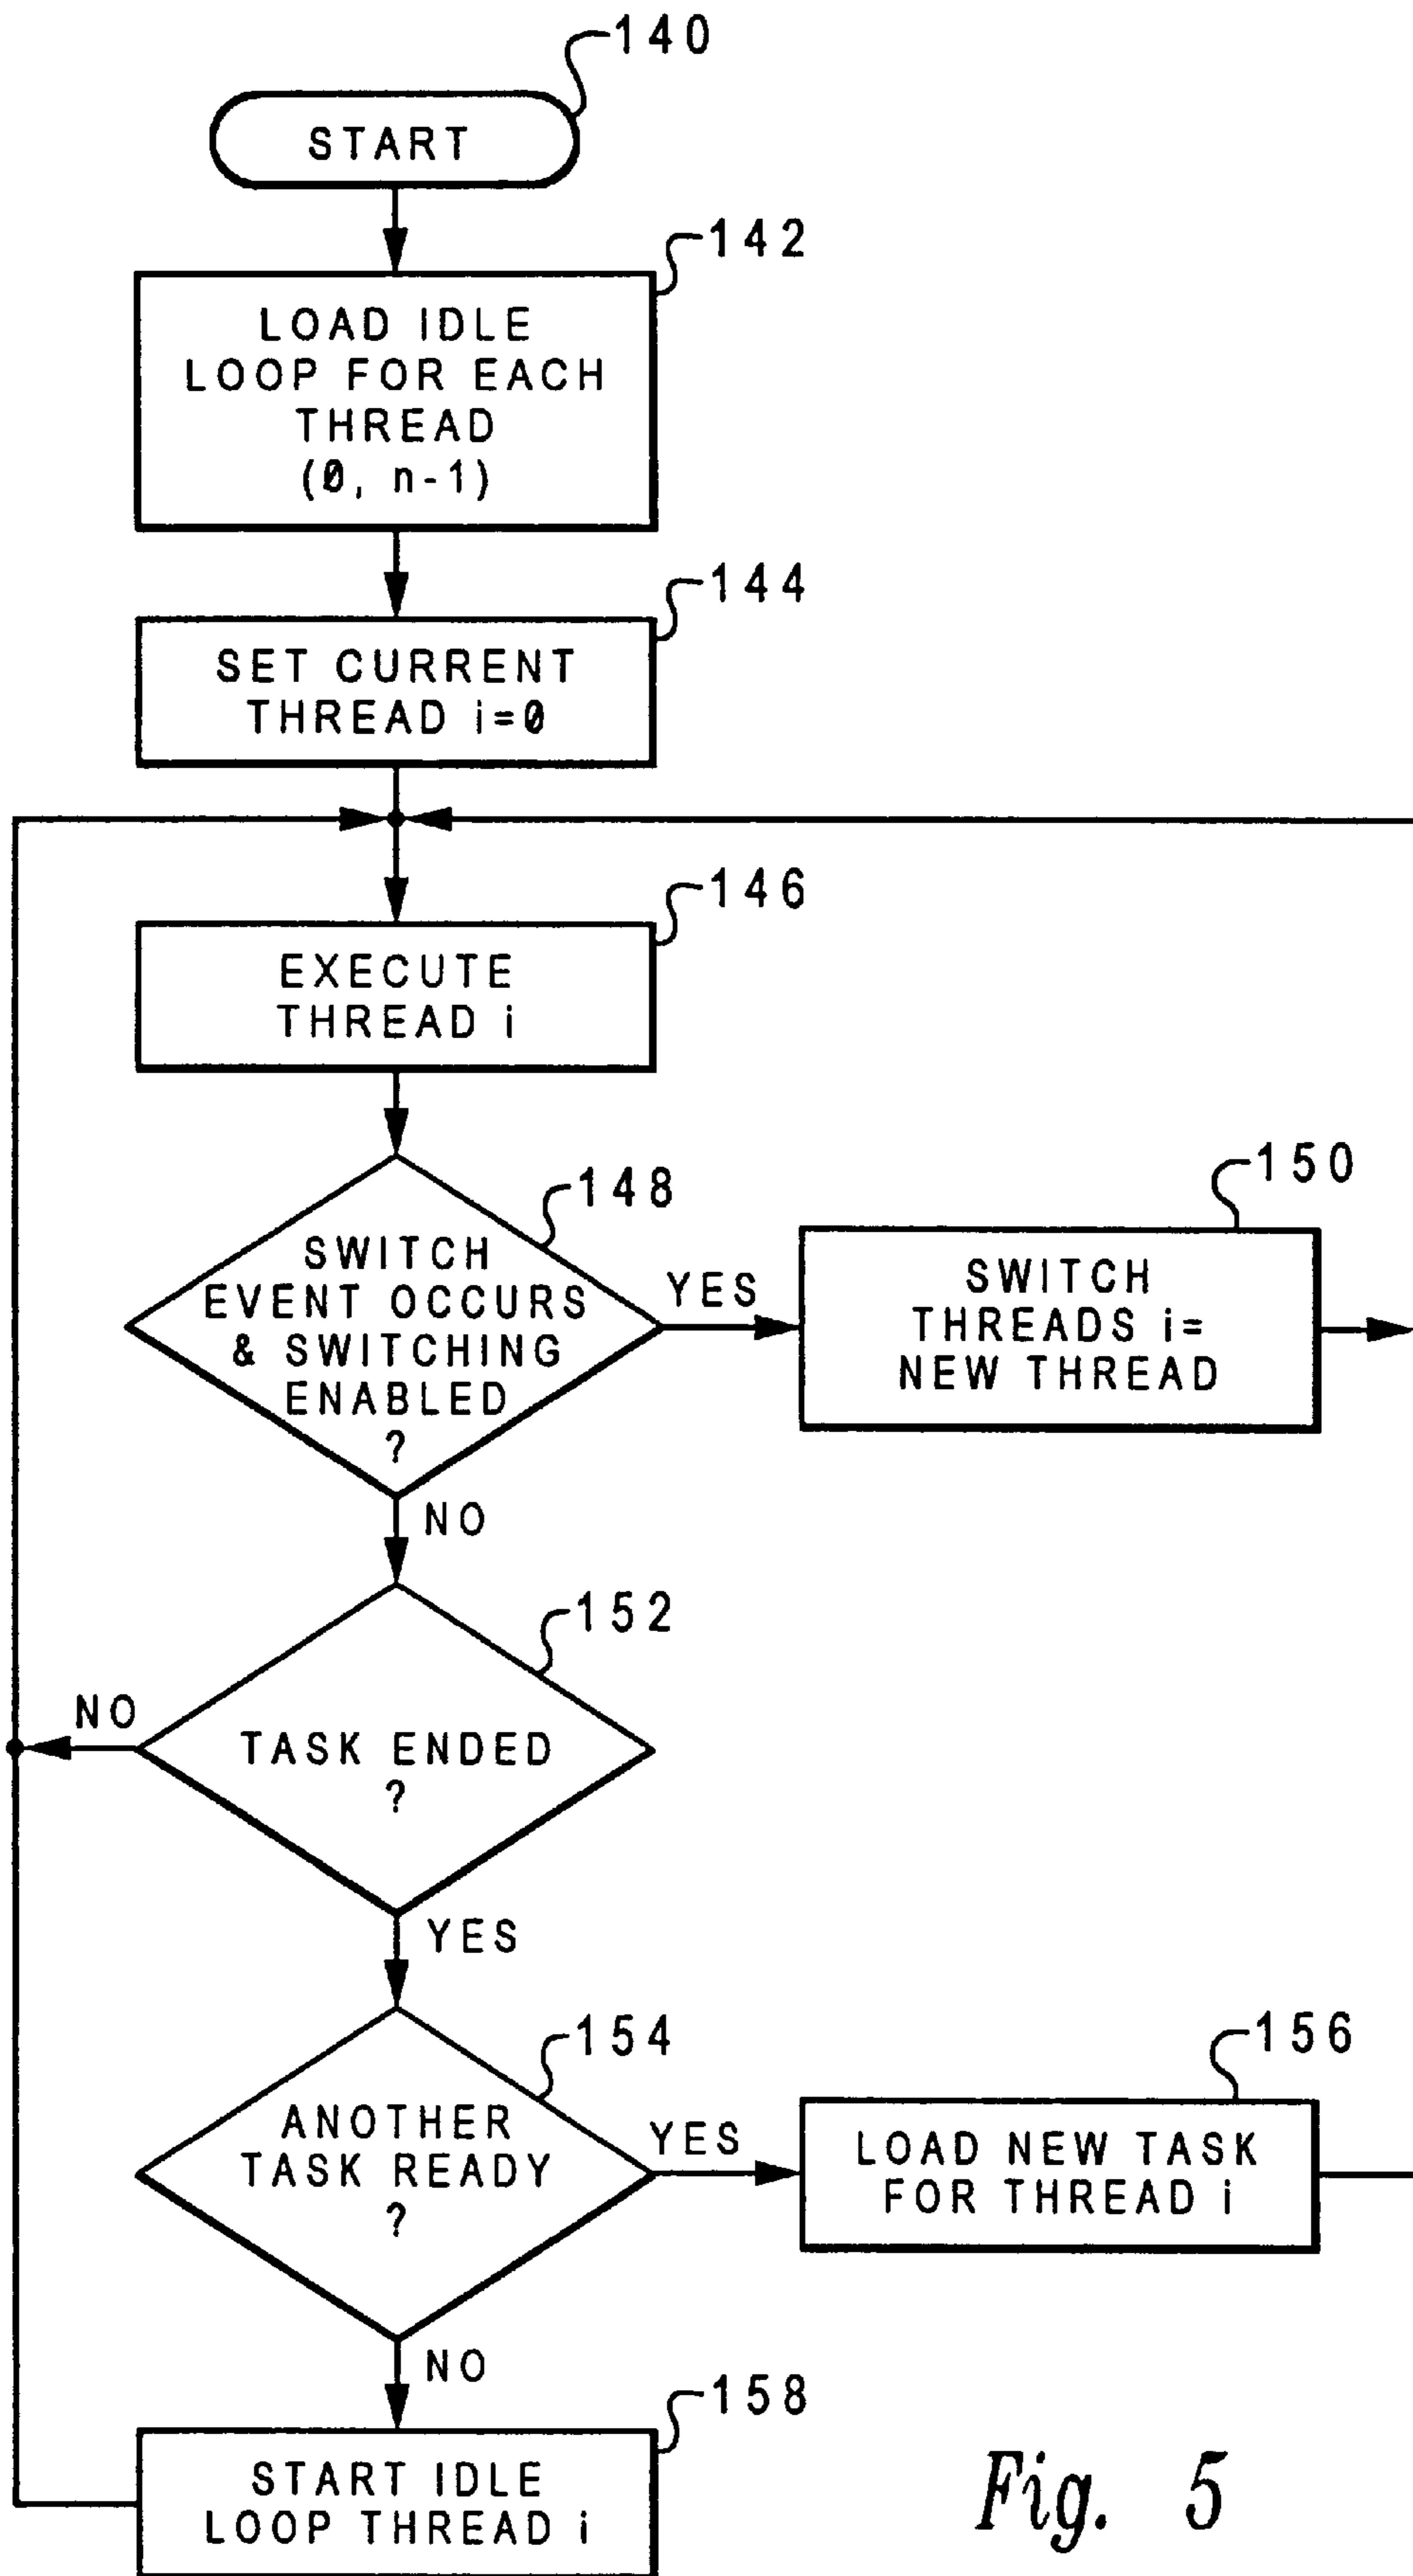 140
START
142
LOAD IDLE
LOOP FOR EACH
THREAD
(0, n-1)
144
SET CURRENT
THREAD i=0
146
EXECUTE
THREAD i
148
SWITCH
EVENT OCCURS
& SWITCHING
ENABLED
?
YES
150
SWITCH
THREADS i=
NEW THREAD
NO
152
TASK ENDED
?
NO
YES
154
ANOTHER
TASK READY
?
YES
156
LOAD NEW TASK
FOR THREAD i
NO
158
START IDLE
LOOP THREAD i
Fig. 5